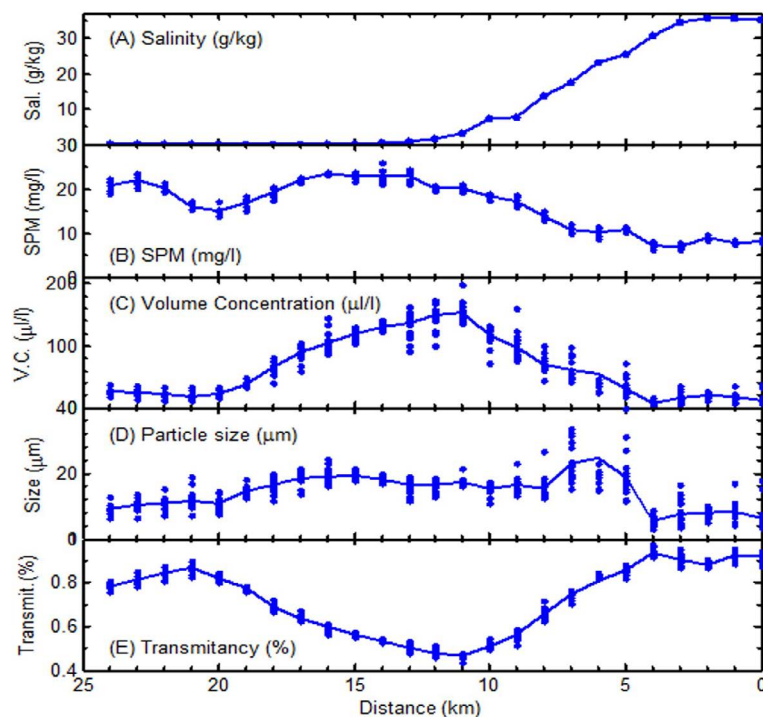 (A) Salinity (g/kg)
Sal. (g/kg)
30
20
10
30
(B) SPM (mg/l)
SPM (mg/l)
20
10
0
(C) Volume Concentration (µl/l)
V.C. (µl/l)
200
100
40
(D) Particle size (µm)
Size (µm)
20
(E) Transmitancy (%)
Transmit.(%)
0.8
0.6
0.4
25 20 15 10 5 0
Distance (km)